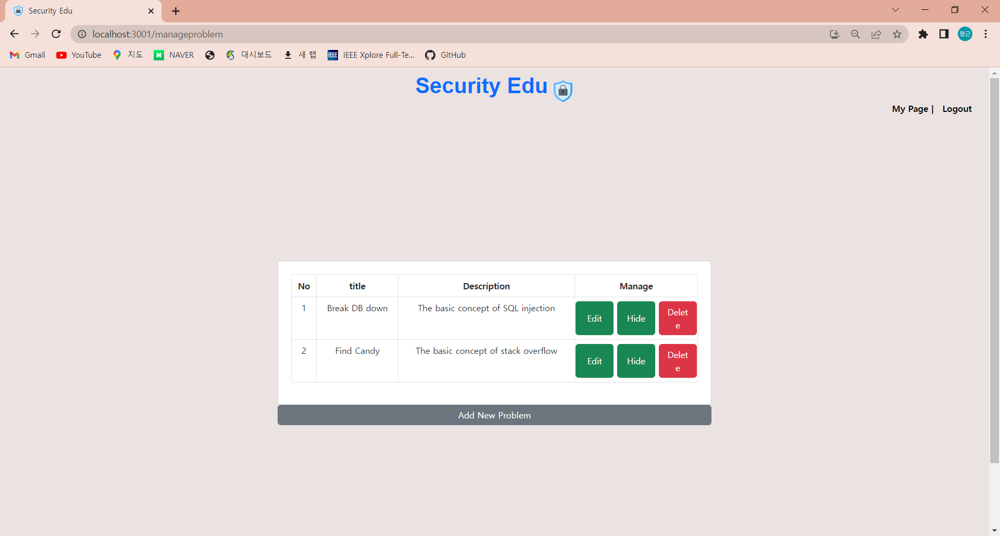 Security Edu
localhost:3001/manageproblem
형근
Gmail
YouTube
지도
N NAVER
대시보드
새 탭
IEEE IEEE Xplore Full-Te...
GitHub
Security Edu
My Page | Logout
No title Description Manage
1 Break DB down The basic concept of SQL injection Edit Hide Delet
e
2 Find Candy The basic concept of stack overflow Edit Hide Delet
e
Add New Problem